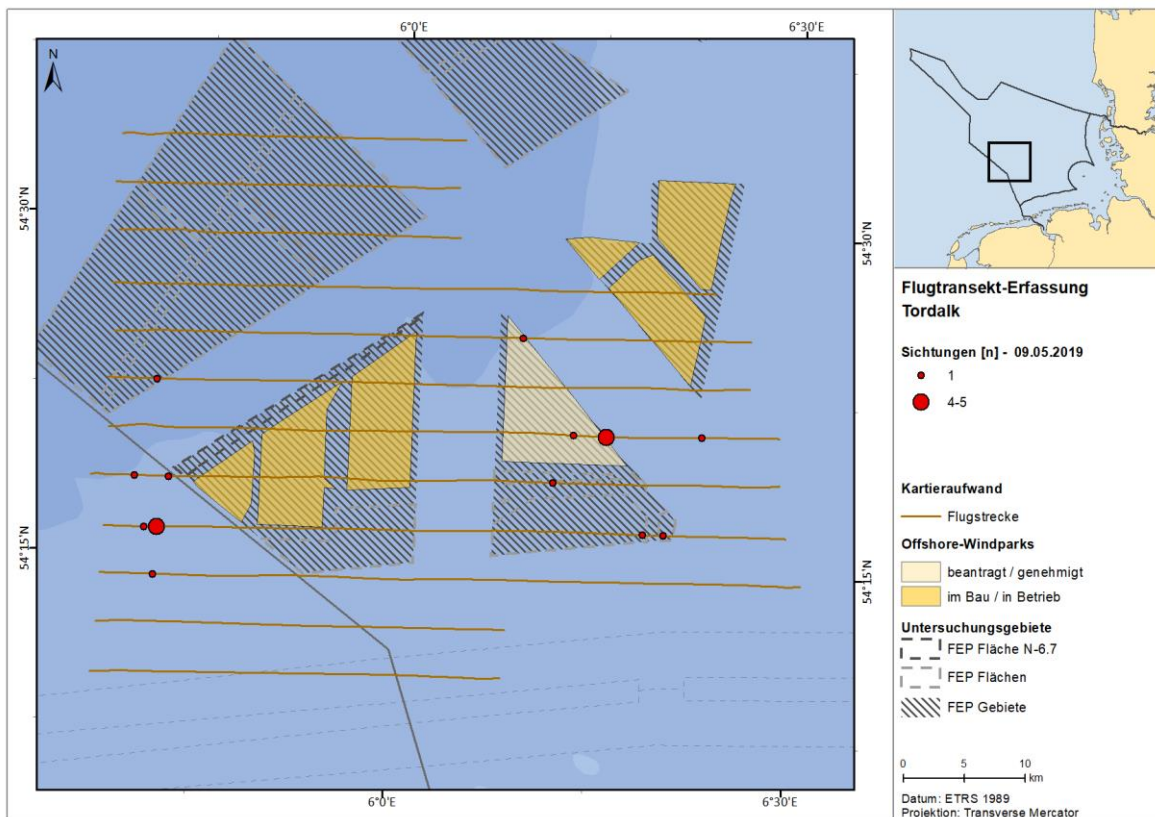 6°0'E
6°30'E
N
54°30'N
54°30'N
54°15'N
54°15'N
6°0'E
6°30'E
Flugtransekt-Erfassung
Tordalk
Sichtungen [n] - 09.05.2019
1
4-5
Kartieraufwand
Flugstrecke
Offshore-Windparks
beantragt / genehmigt
im Bau / in Betrieb
Untersuchungsgebiete
FEP Fläche N-6.7
FEP Flächen
FEP Gebiete
0 5 10
km
Datum: ETRS 1989
Projektion: Transverse Mercator